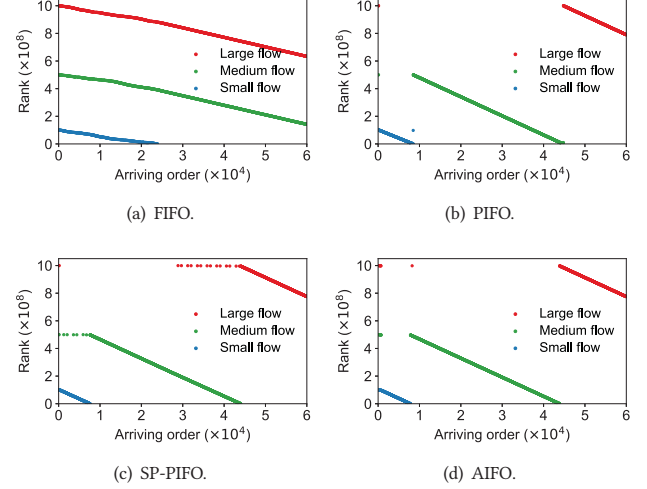 10
8
6
4
2
0
Rank (×10⁸)
Large flow
Medium flow
Small flow
0 1 2 3 4 5 6
Arriving order (×10⁴)
(a) FIFO.
10
8
6
4
2
0
Rank (×10⁸)
Large flow
Medium flow
Small flow
0 1 2 3 4 5 6
Arriving order (×10⁴)
(b) PIFO.
10
8
6
4
2
0
Rank (×10⁸)
Large flow
Medium flow
Small flow
0 1 2 3 4 5 6
Arriving order (×10⁴)
(c) SP-PIFO.
10
8
6
4
2
0
Rank (×10⁸)
Large flow
Medium flow
Small flow
0 1 2 3 4 5 6
Arriving order (×10⁴)
(d) AIFO.